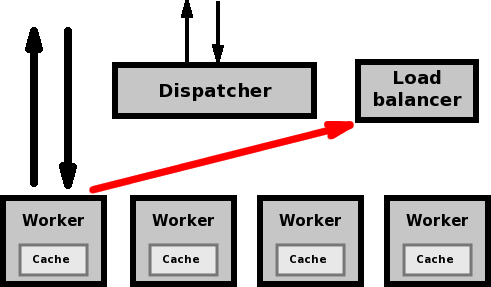 Dispatcher
Load
balancer
Worker
Cache
Worker
Cache
Worker
Cache
Worker
Cache